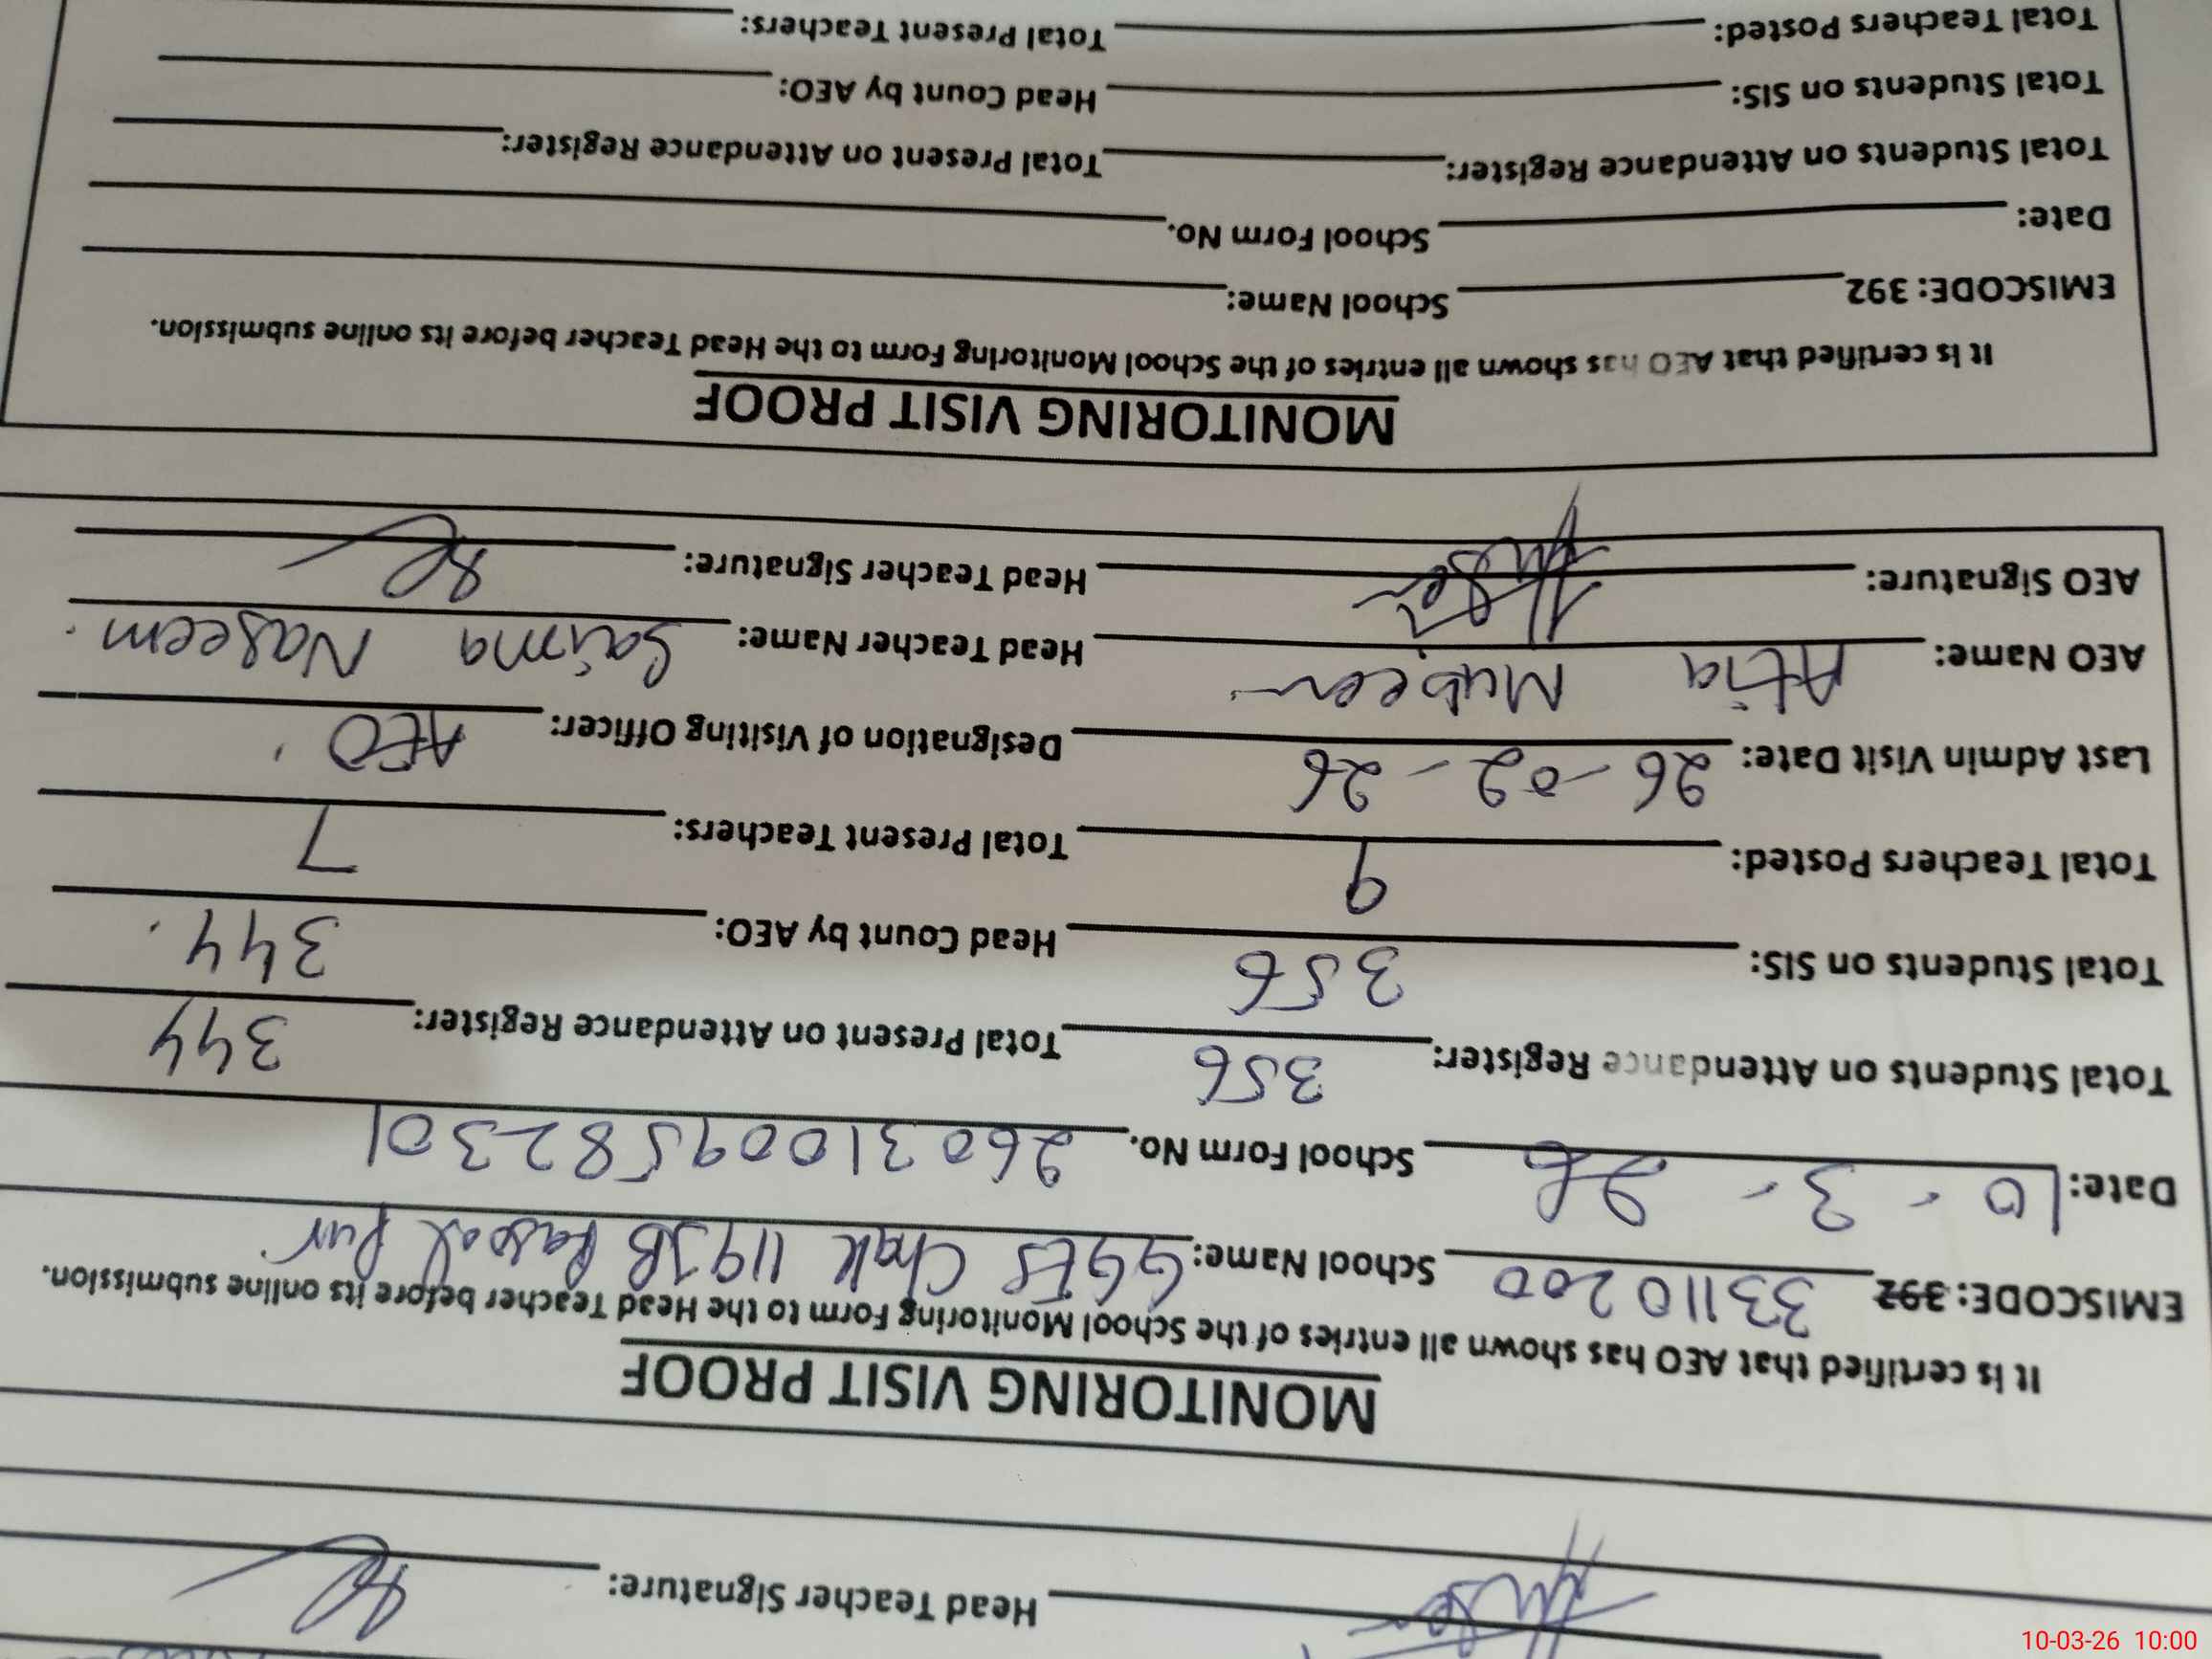 Head Teacher Signature:
MONITORING VISIT PROOF
It is certified that AEO has shown all entries of the School Monitoring Form to the Head Teacher before its online submission.
EMISCODE: 392 33110200 School Name: GGES Chak 119JB Rasool Pur
Date: 10-3-26 School Form No. 26031009582301
Total Students on Attendance Register: 356 Total Present on Attendance Register: 344
Total Students on SIS: 356 Head Count by AEO: 344.
Total Teachers Posted: 9 Total Present Teachers: 7
Last Admin Visit Date: 26-02-26 Designation of Visiting Officer: AEO
AEO Name: Atia Mubeen Head Teacher Name: Saima Naseem.
AEO Signature: Head Teacher Signature:
MONITORING VISIT PROOF
It is certified that AEO has shown all entries of the School Monitoring Form to the Head Teacher before its online submission.
EMISCODE: 392 School Name:
Date: School Form No.
Total Students on Attendance Register: Total Present on Attendance Register:
Total Students on SIS: Head Count by AEO:
Total Teachers Posted: Total Present Teachers:
10-03-26 10:00